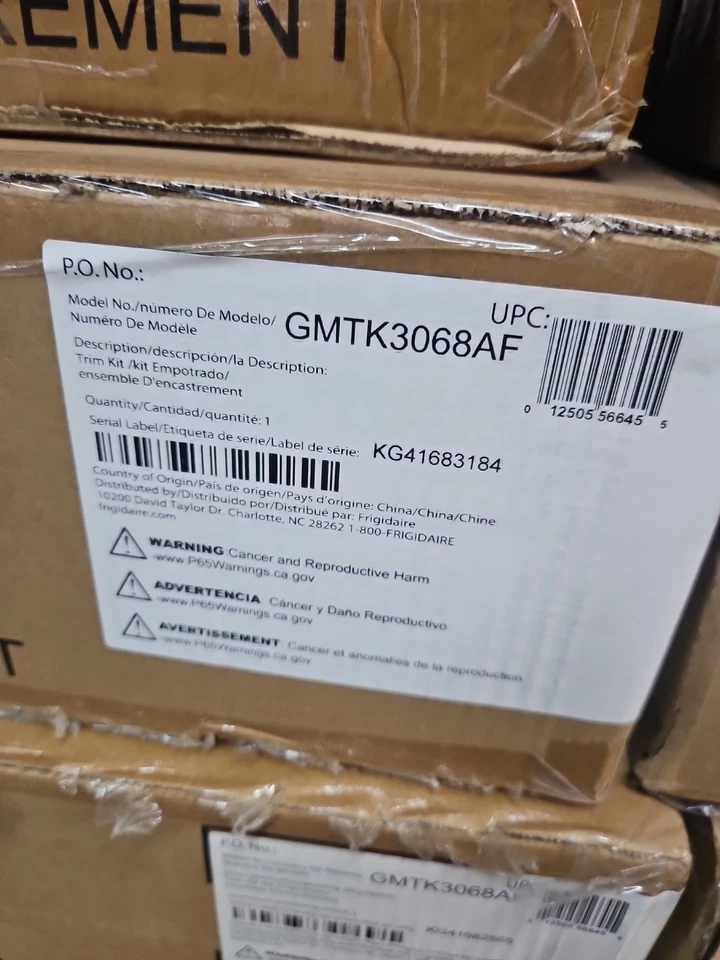 EMENT
P.O. No.:
Model No./número De Modelo/
Numéro De Modèle
GMTK3068AF
UPC:
Description/descripción/la Description:
Trim Kit /kit Empotrado/
ensemble D'encastrement
0 12505 56645 5
Quantity/Cantidad/quantité: 1
Serial Label/Etiqueta de serie/Label de série: KG41683184
Country of Origin/Pais de origen/Pays d'origine: China/China/Chine
Distributed by/Distribuido por/Distribué par: Frigidaire
10200 David Taylor Dr. Charlotte, NC 28262 1-800-FRIGIDAIRE
frigidaire.com
WARNING Cancer and Reproductive Harm
-www.P65Warnings.ca.gov
ADVERTENCIA Cáncer y Daño Reproductivo
-www.P65Warnings.ca.gov
AVERTISSEMENT Cancer et anomalies de la reproduction
-www.P65Warnings.ca.gov
T
P.O. No.:
GMTK3068A
UP